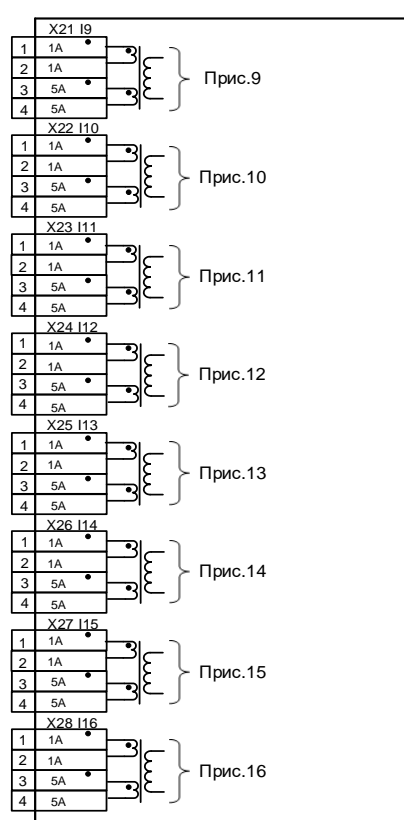 X21 I9
1 1A
2 1A
3 5A
4 5A
Прис.9
X22 I10
1 1A
2 1A
3 5A
4 5A
Прис.10
X23 I11
1 1A
2 1A
3 5A
4 5A
Прис.11
X24 I12
1 1A
2 1A
3 5A
4 5A
Прис.12
X25 I13
1 1A
2 1A
3 5A
4 5A
Прис.13
X26 I14
1 1A
2 1A
3 5A
4 5A
Прис.14
X27 I15
1 1A
2 1A
3 5A
4 5A
Прис.15
X28 I16
1 1A
2 1A
3 5A
4 5A
Прис.16